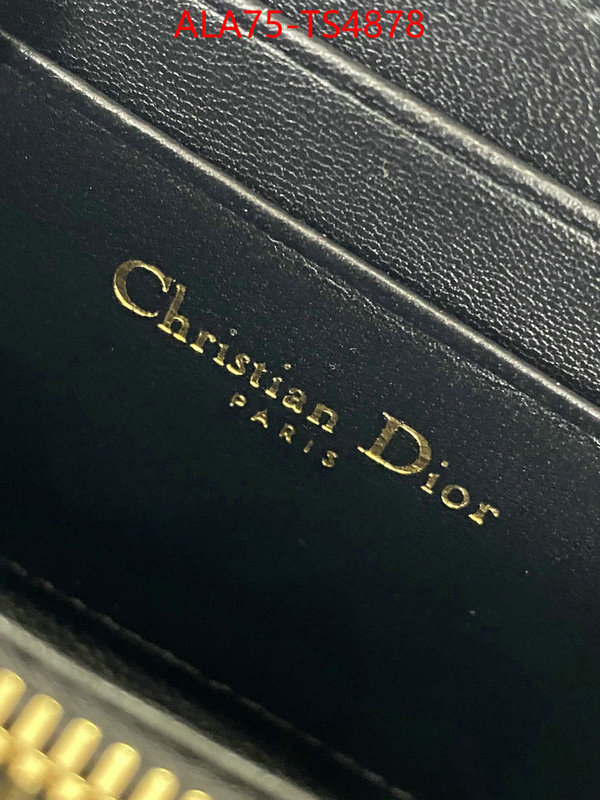 ALA75-TS4878
Christian Dior
PARIS